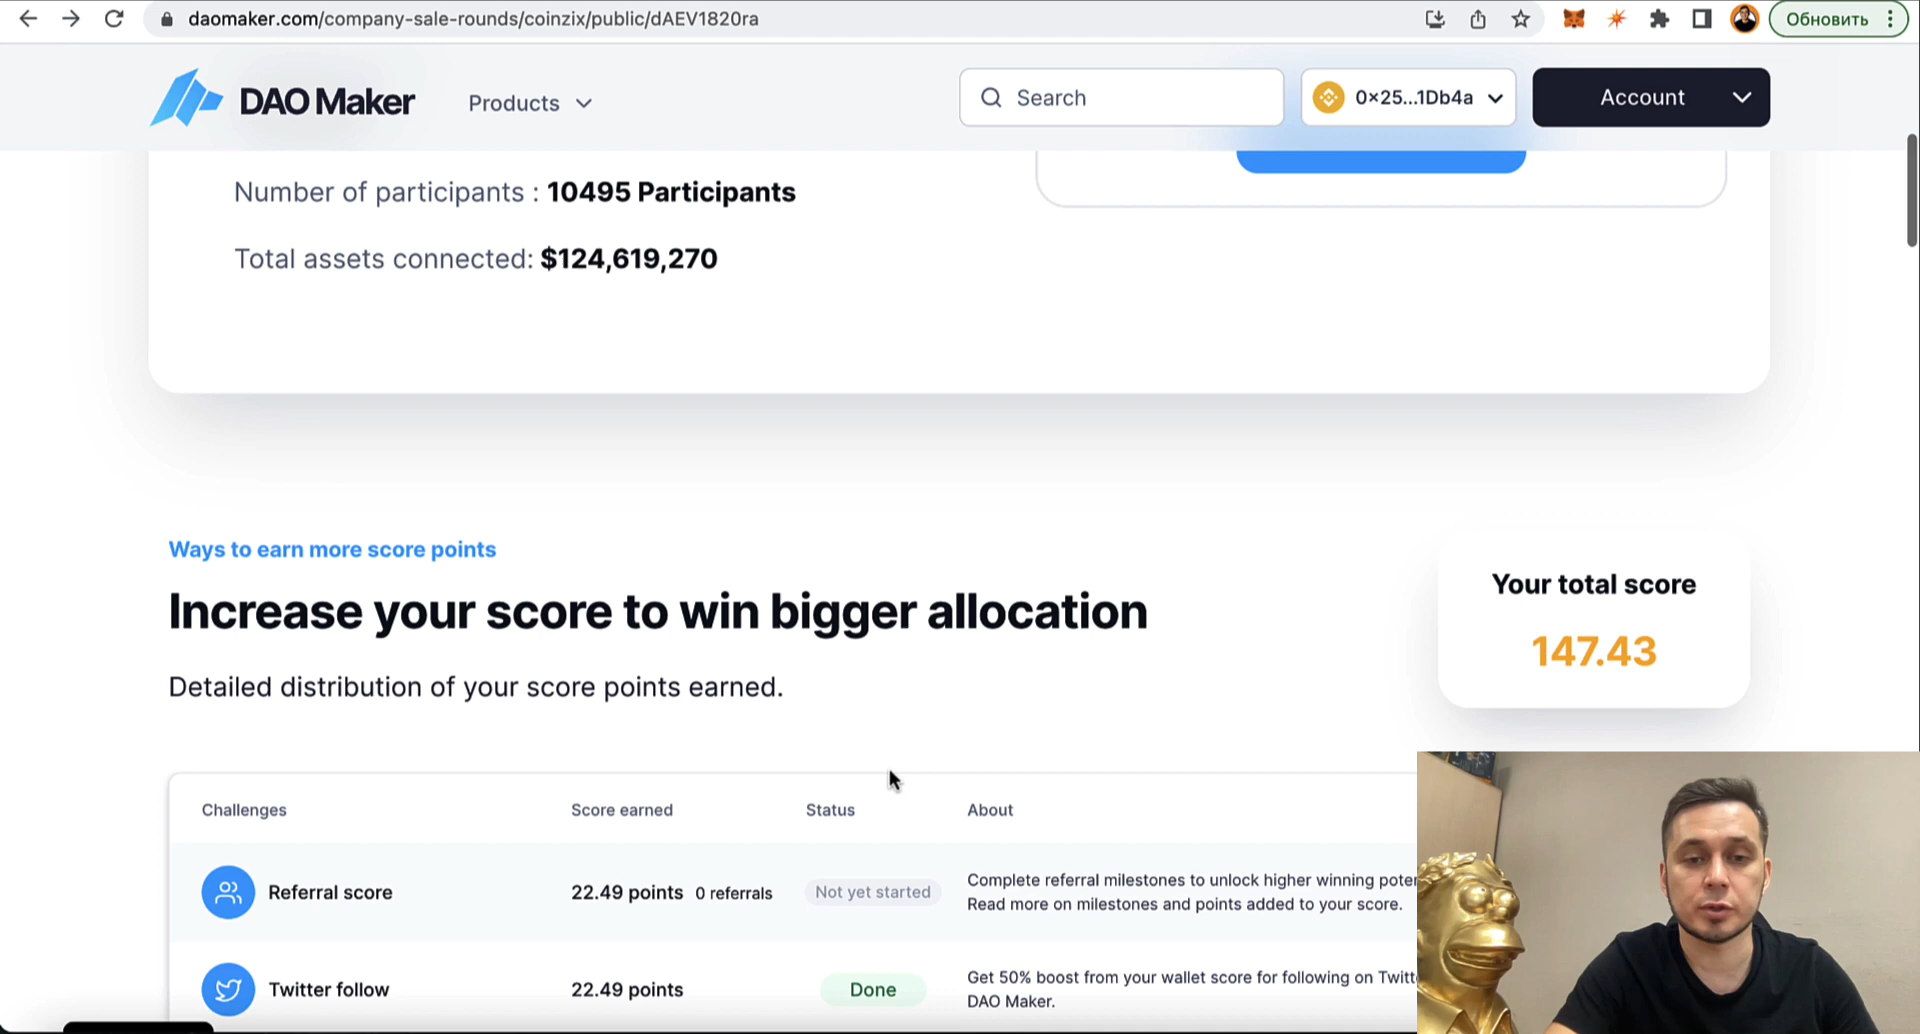 daomaker.com/company-sale-rounds/coinzix/public/dAEV1820ra
Обновить
DAO Maker
Products
Search
0×25...1Db4a
Account
Number of participants : 10495 Participants
Total assets connected: $124,619,270
Ways to earn more score points
Increase your score to win bigger allocation
Detailed distribution of your score points earned.
Your total score
147.43
Challenges Score earned Status About
Referral score 22.49 points 0 referrals Not yet started
Complete referral milestones to unlock higher winning poter
Read more on milestones and points added to your score.
Twitter follow 22.49 points Done
Get 50% boost from your wallet score for following on Twitt
DAO Maker.